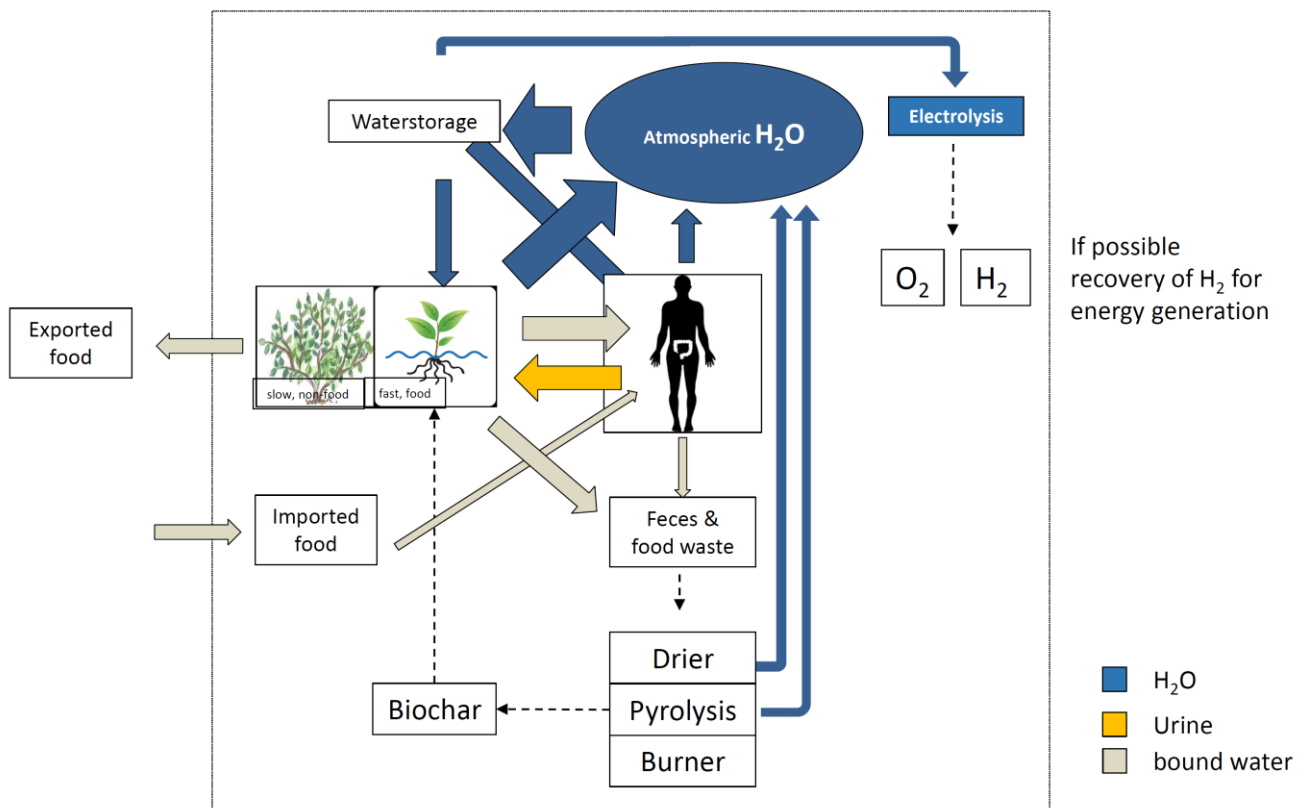 Waterstorage
Atmospheric H₂O
Electrolysis
O₂
H₂
If possible
recovery of H₂ for
energy generation
Exported
food
slow, non-food
fast, food
Imported
food
Feces &
food waste
Drier
Biochar
Pyrolysis
Burner
H₂O
Urine
bound water